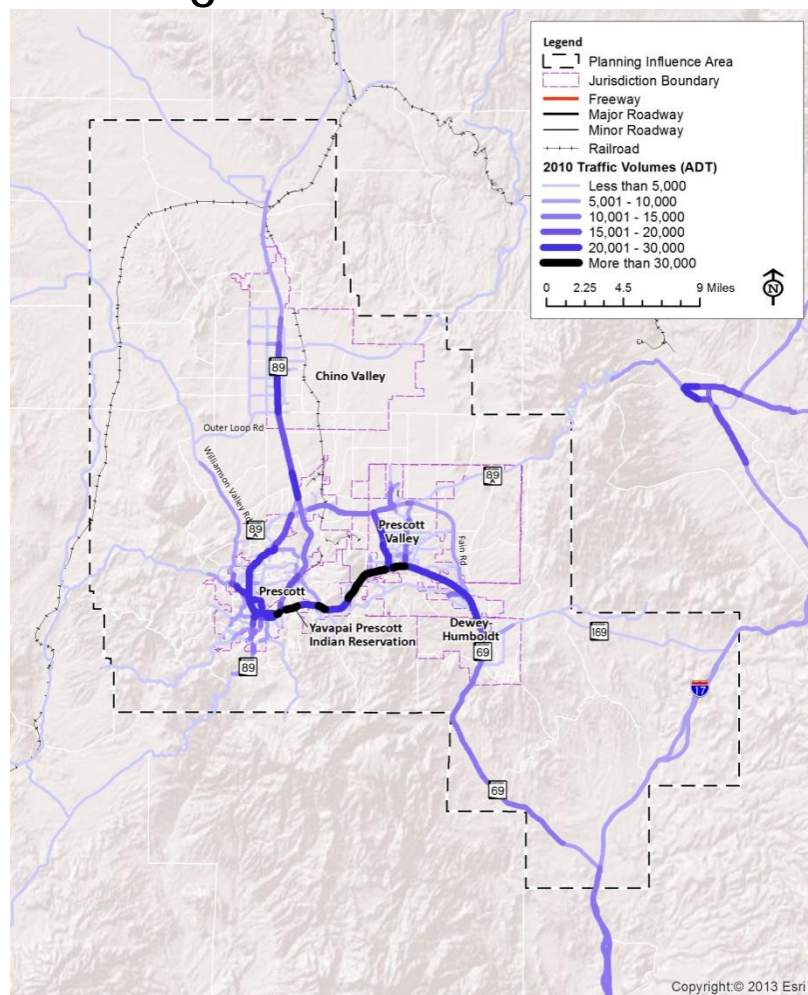 g
Legend
Planning Influence Area
Jurisdiction Boundary
Freeway
Major Roadway
Minor Roadway
Railroad
2010 Traffic Volumes (ADT)
Less than 5,000
5,001 - 10,000
10,001 - 15,000
15,001 - 20,000
20,001 - 30,000
More than 30,000
0 2.25 4.5 9 Miles
N
89
Chino Valley
Outer Loop Rd
Williamson Valley Rd
89
A
89
A
Prescott
Valley
Fain Rd
Prescott
Yavapai Prescott
Indian Reservation
Dewey-
Humboldt
169
69
89
17
69
Copyright:© 2013 Esri